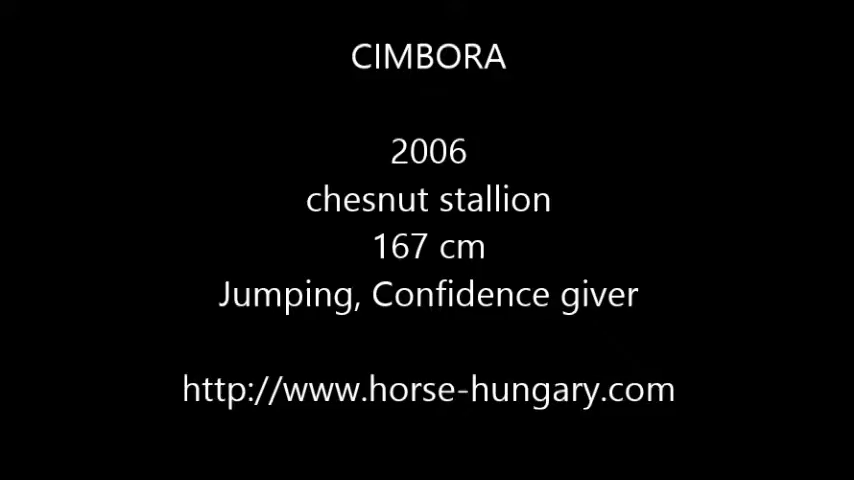 CIMBORA
2006
chesnut stallion
167 cm
Jumping, Confidence giver
http://www.horse-hungary.com